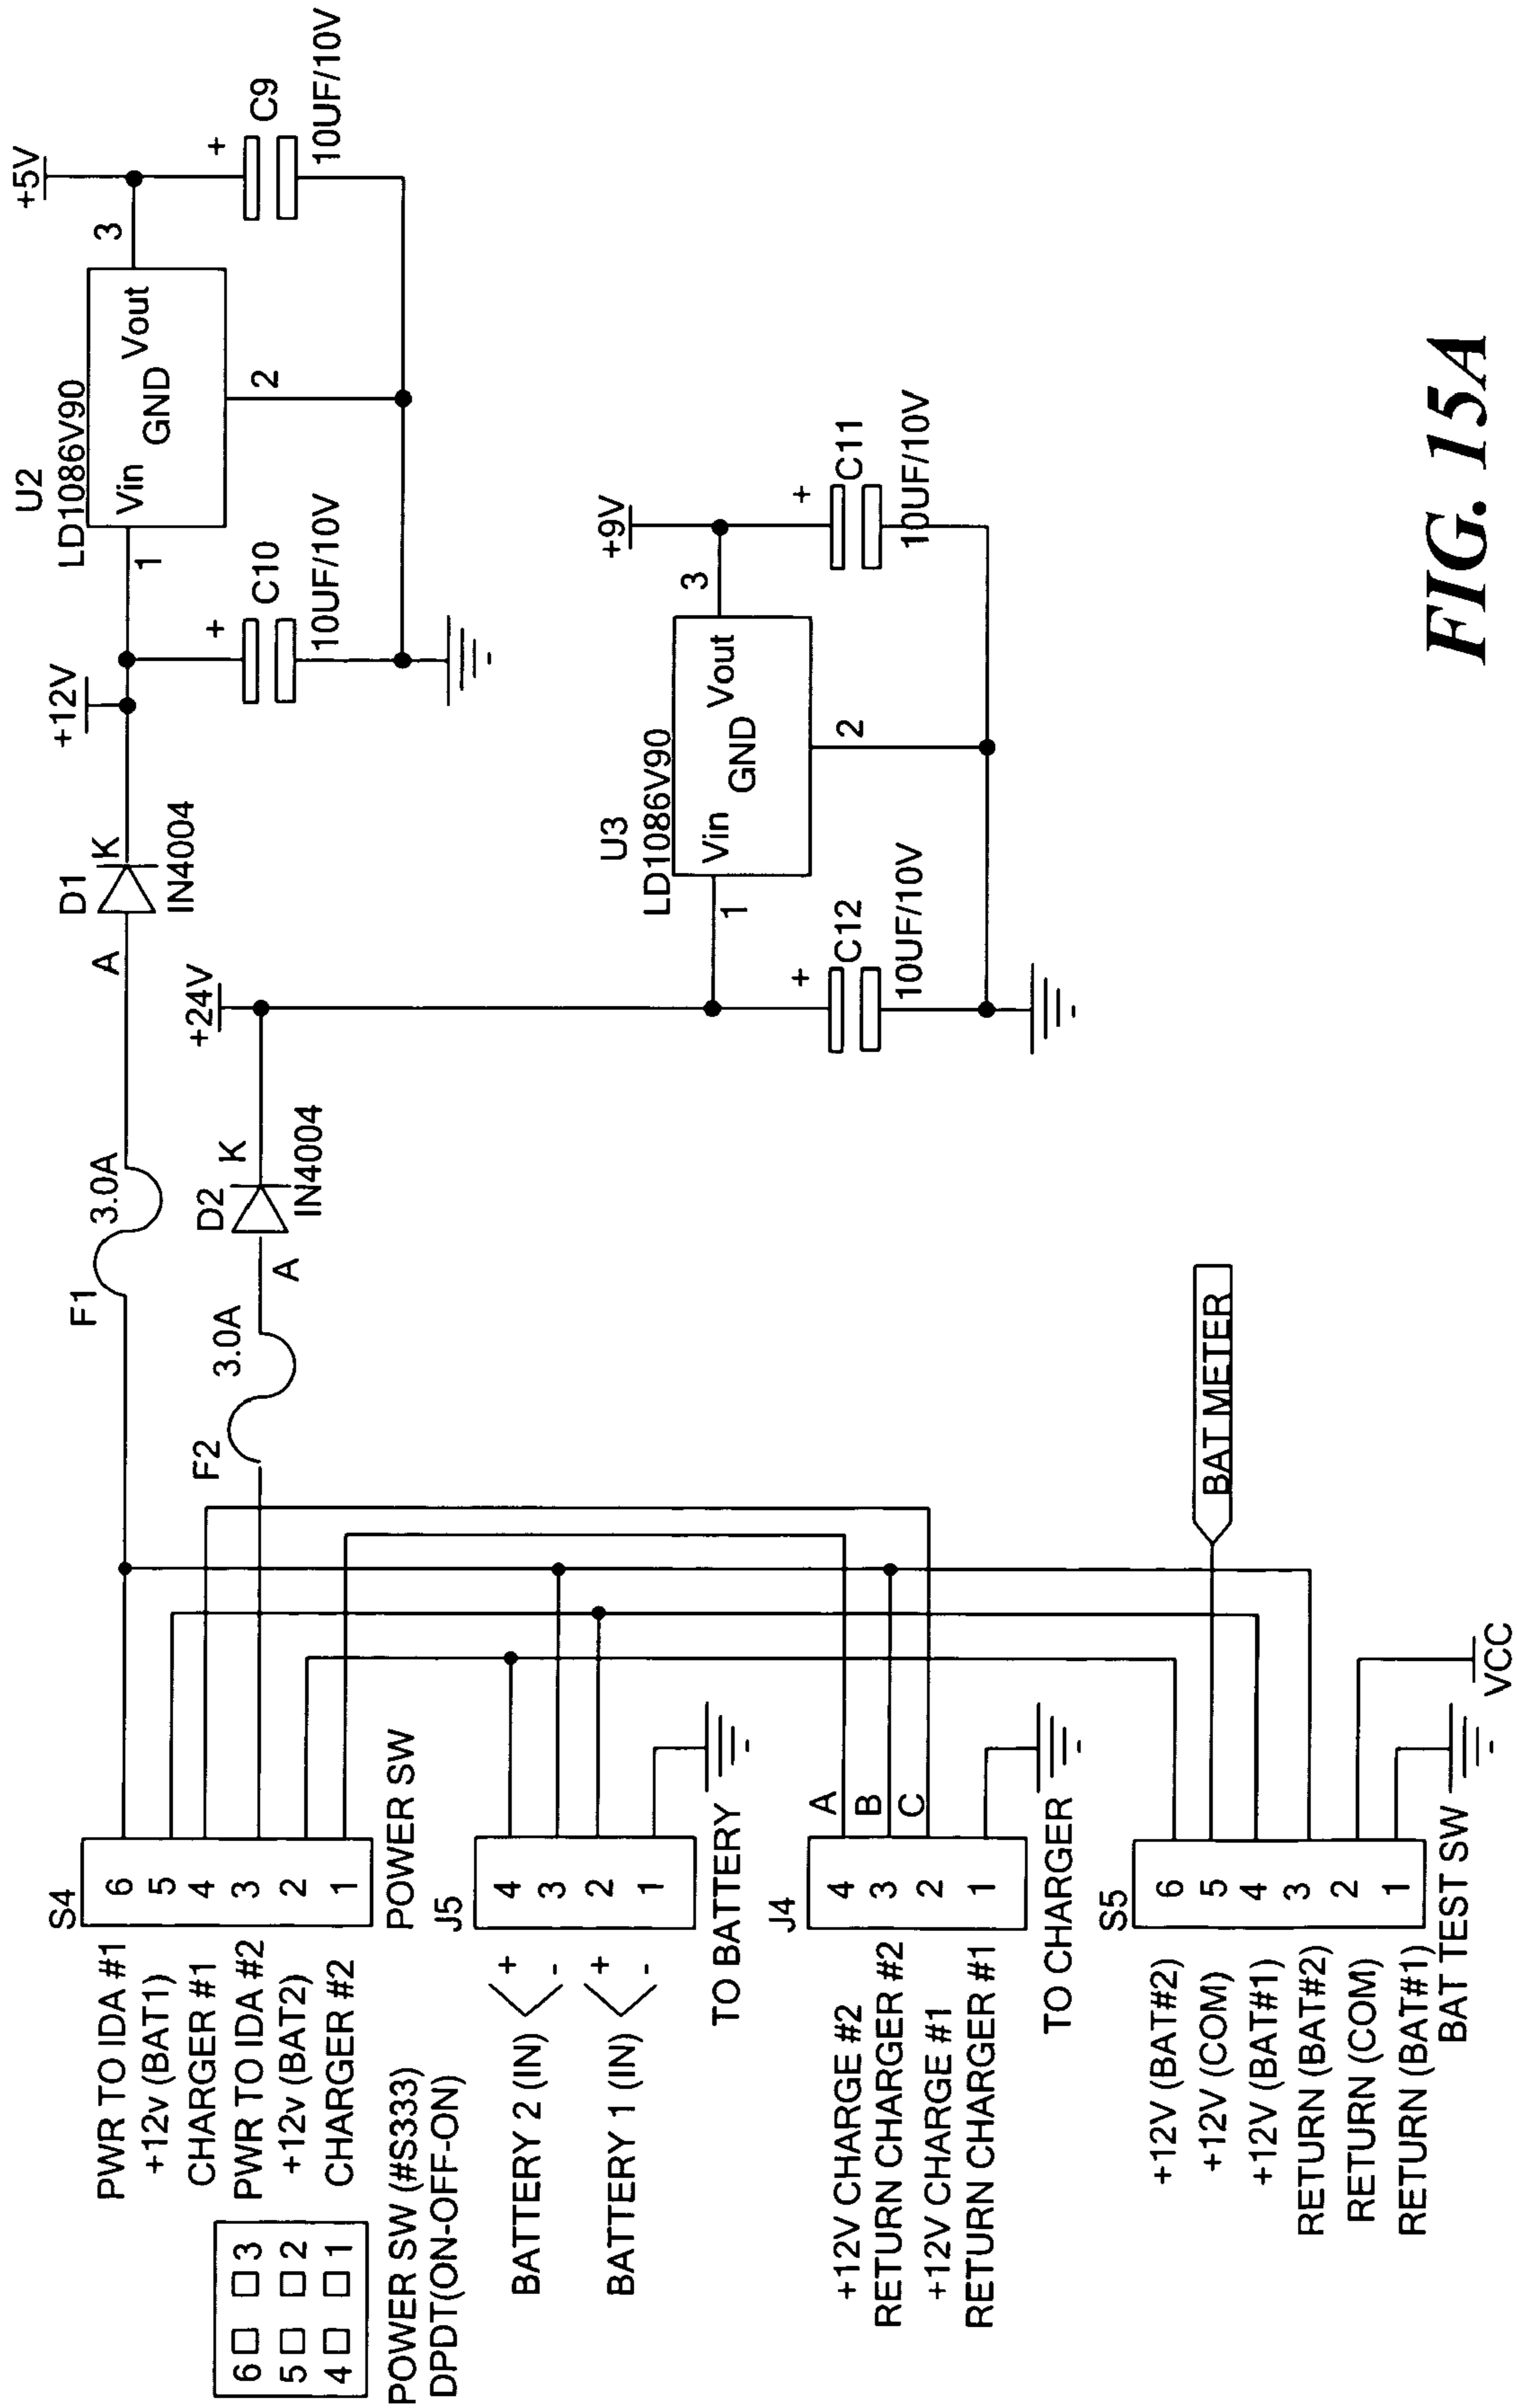 6 3
5 2
4 1
POWER SW (#S333)
DPDT(ON-OFF-ON)
S4
PWR TO IDA #1 6
+12v (BAT1) 5
CHARGER #1 4
PWR TO IDA #2 3
+12v (BAT2) 2
CHARGER #2 1
POWER SW
J5
BATTERY 2 (IN) + 4
- 3
BATTERY 1 (IN) + 2
- 1
TO BATTERY
J4
+12V CHARGE #2 4 A
RETURN CHARGER #2 3 B
+12V CHARGE #1 2 C
RETURN CHARGER #1 1
TO CHARGER
S5
+12V (BAT#2) 6
+12V (COM) 5
+12V (BAT#1) 4
RETURN (BAT#2) 3
RETURN (COM) 2
RETURN (BAT#1) 1
BAT TEST SW
VCC
BAT METER
F1 3.0A
F2 3.0A
A D1 K
IN4004
A D2 K
IN4004
+12V
+24V
U2
LD1086V90
Vin Vout
GND
1 2 3
+5V
+ C10
10UF/10V
+ C9
10UF/10V
U3
LD1086V90
Vin Vout
GND
1 2 3
+9V
+ C12
10UF/10V
+ C11
10UF/10V
FIG. 15A